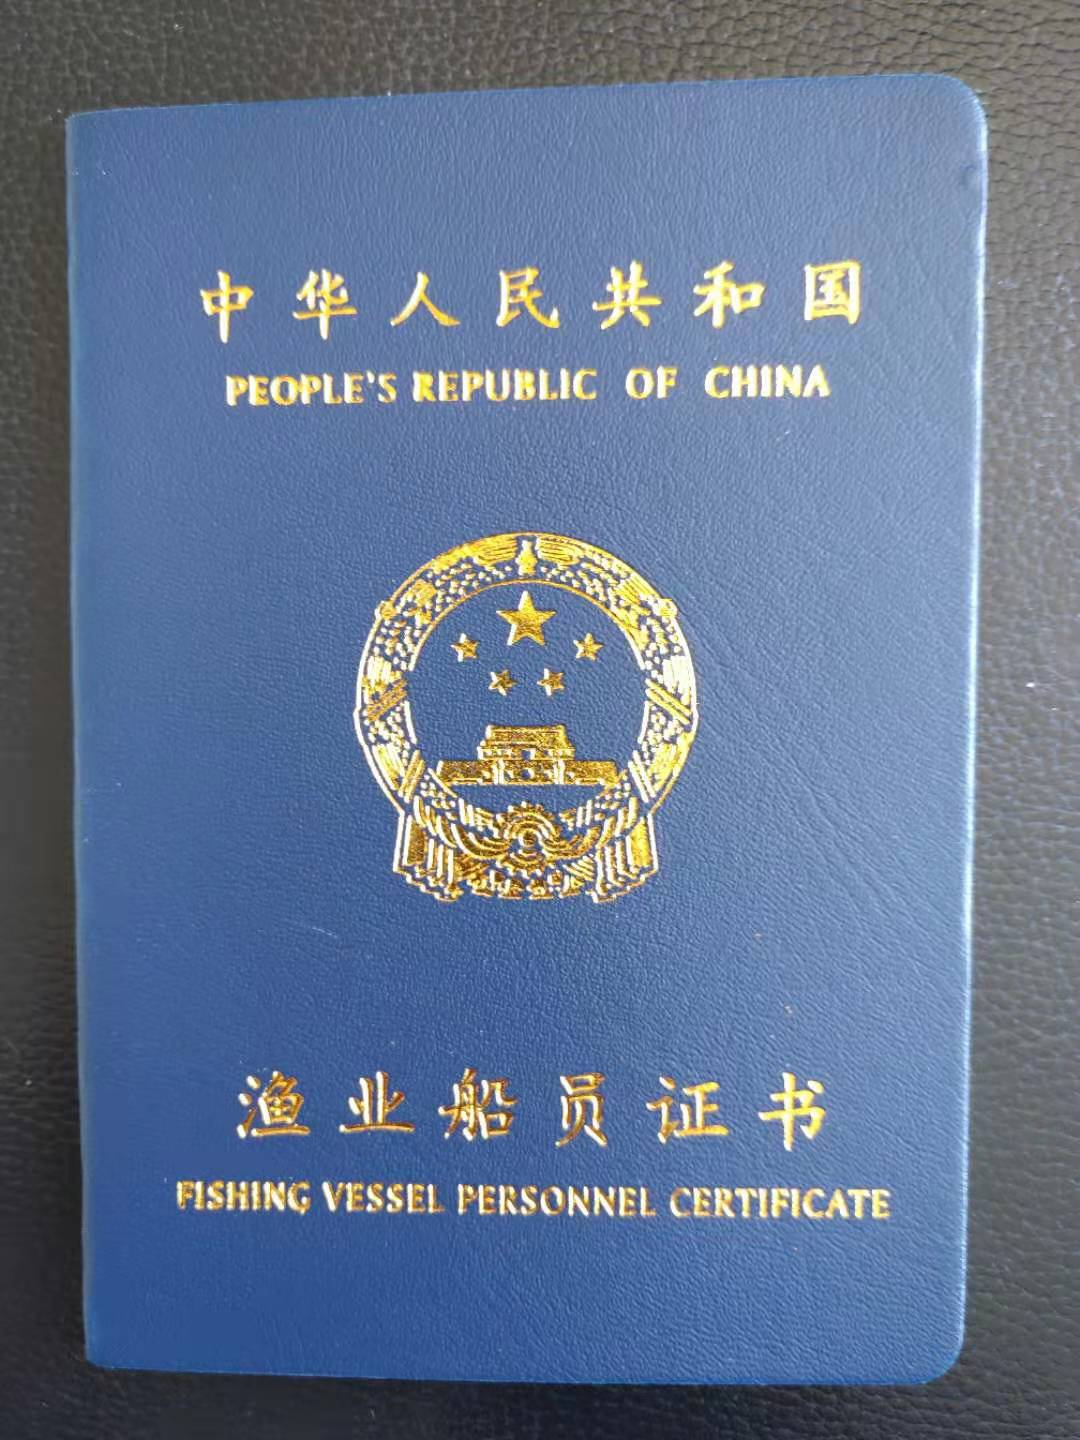 中华人民共和国
PEOPLE'S REPUBLIC OF CHINA
渔业船员证书
FISHING VESSEL PERSONNEL CERTIFICATE